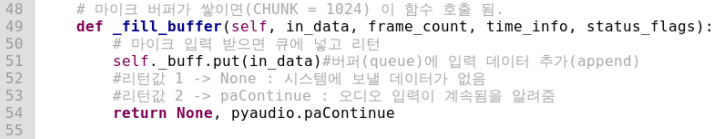 48 # 마이크 버퍼가 쌓이면(CHUNK = 1024) 이 함수 호출 됨.
49 def _fill_buffer(self, in_data, frame_count, time_info, status_flags):
50 # 마이크 입력 받으면 큐에 넣고 리턴
51 self._buff.put(in_data)#버퍼(queue)에 입력 데이터 추가(append)
52 #리턴값 1 -> None : 시스템에 보낼 데이터가 없음
53 #리턴값 2 -> paContinue : 오디오 입력이 계속됨을 알려줌
54 return None, pyaudio.paContinue
55